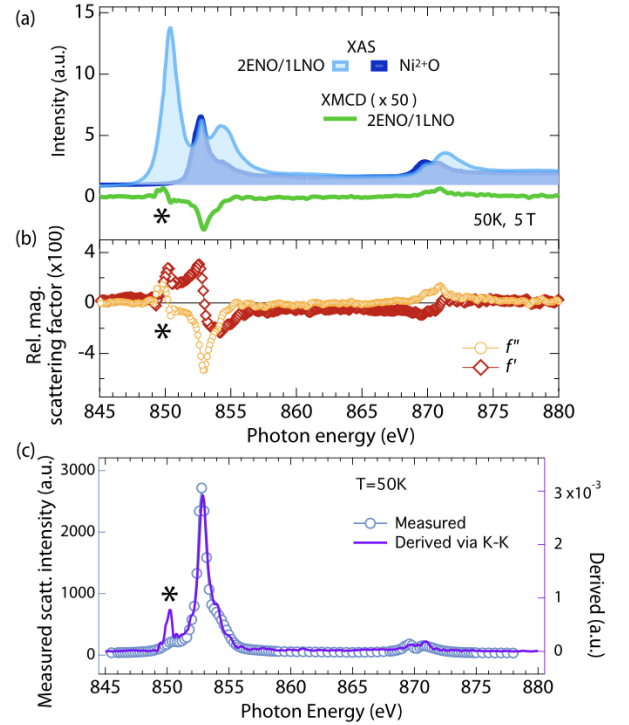 (a)
15
10
5
0
Intensity (a.u.)
XAS
2ENO/1LNO Ni²⁺O
XMCD ( x 50)
2ENO/1LNO
*
50K, 5 T
(b)
4
0
-4
Rel. mag.
scattering factor (x100)
*
f"
f'
845 850 855 860 865 870 875 880
Photon energy (eV)
(c)
3000
2000
1000
0
Measured scatt. intensity (a.u.)
T=50K
Measured
Derived via K-K
*
3x10⁻³
2
1
0
Derived (a.u.)
845 850 855 860 865 870 875 880
Photon Energy (eV)